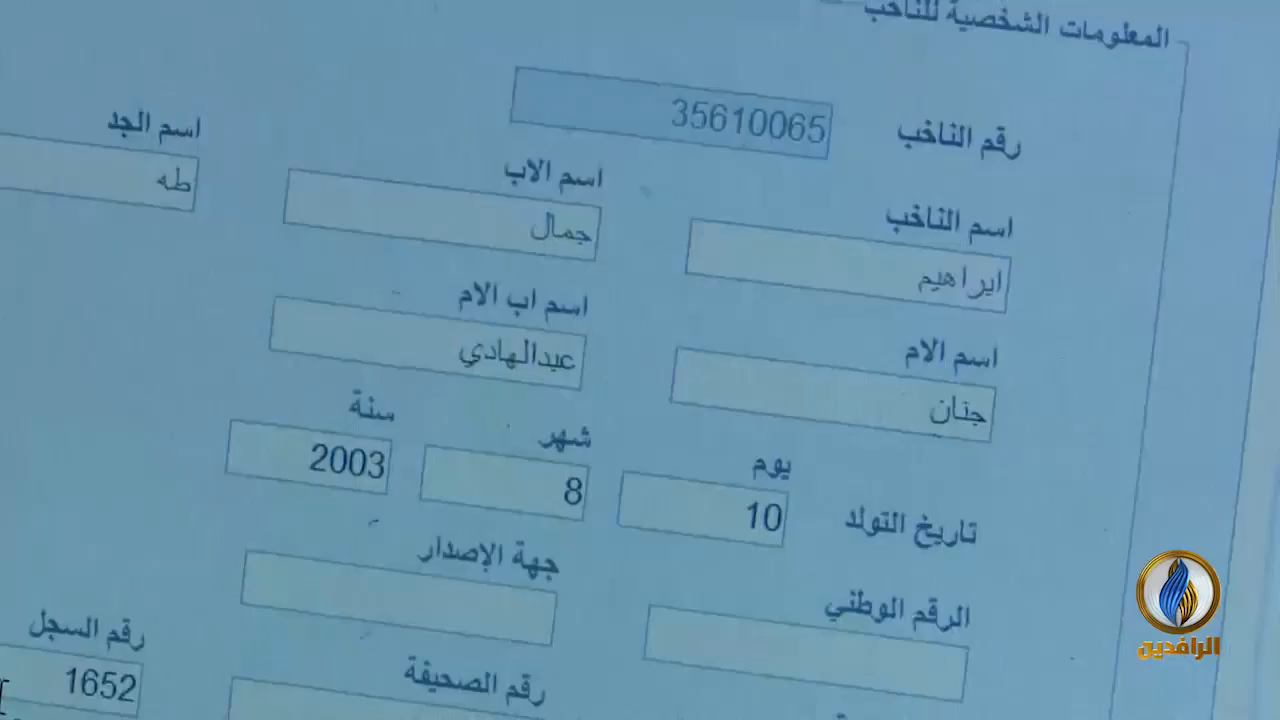 المعلومات الشخصية للناخب
رقم الناخب 35610065
اسم الناخب اسم الاب اسم الجد
ابراهيم جمال طه
اسم الام اسم اب الام
جنان عبدالهادي
يوم شهر سنة
تاريخ التولد 10 8 2003
الرقم الوطني جهة الإصدار
رقم الصحيفة رقم السجل
1652
الرافدين